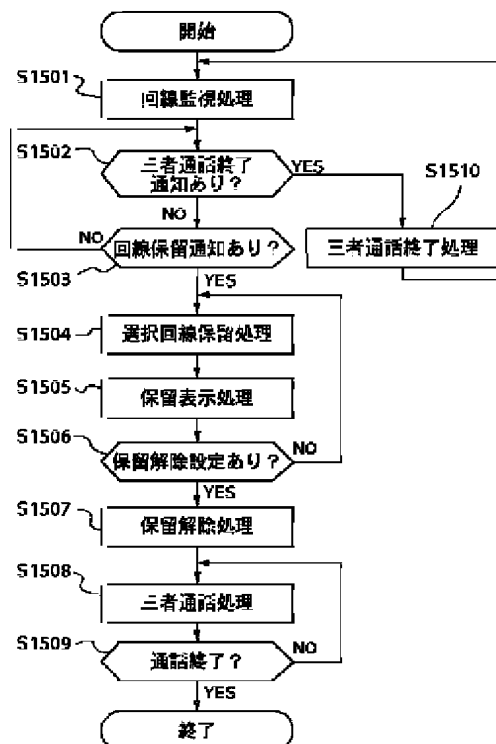 開始
S1501
回線監視処理
S1502
三者通話終了
通知あり？
YES
S1510
NO
NO
回線保留通知あり？
三者通話終了処理
S1503
YES
S1504
選択回線保留処理
S1505
保留表示処理
S1506
保留解除設定あり？
NO
YES
S1507
保留解除処理
S1508
三者通話処理
S1509
通話終了？
NO
YES
終了